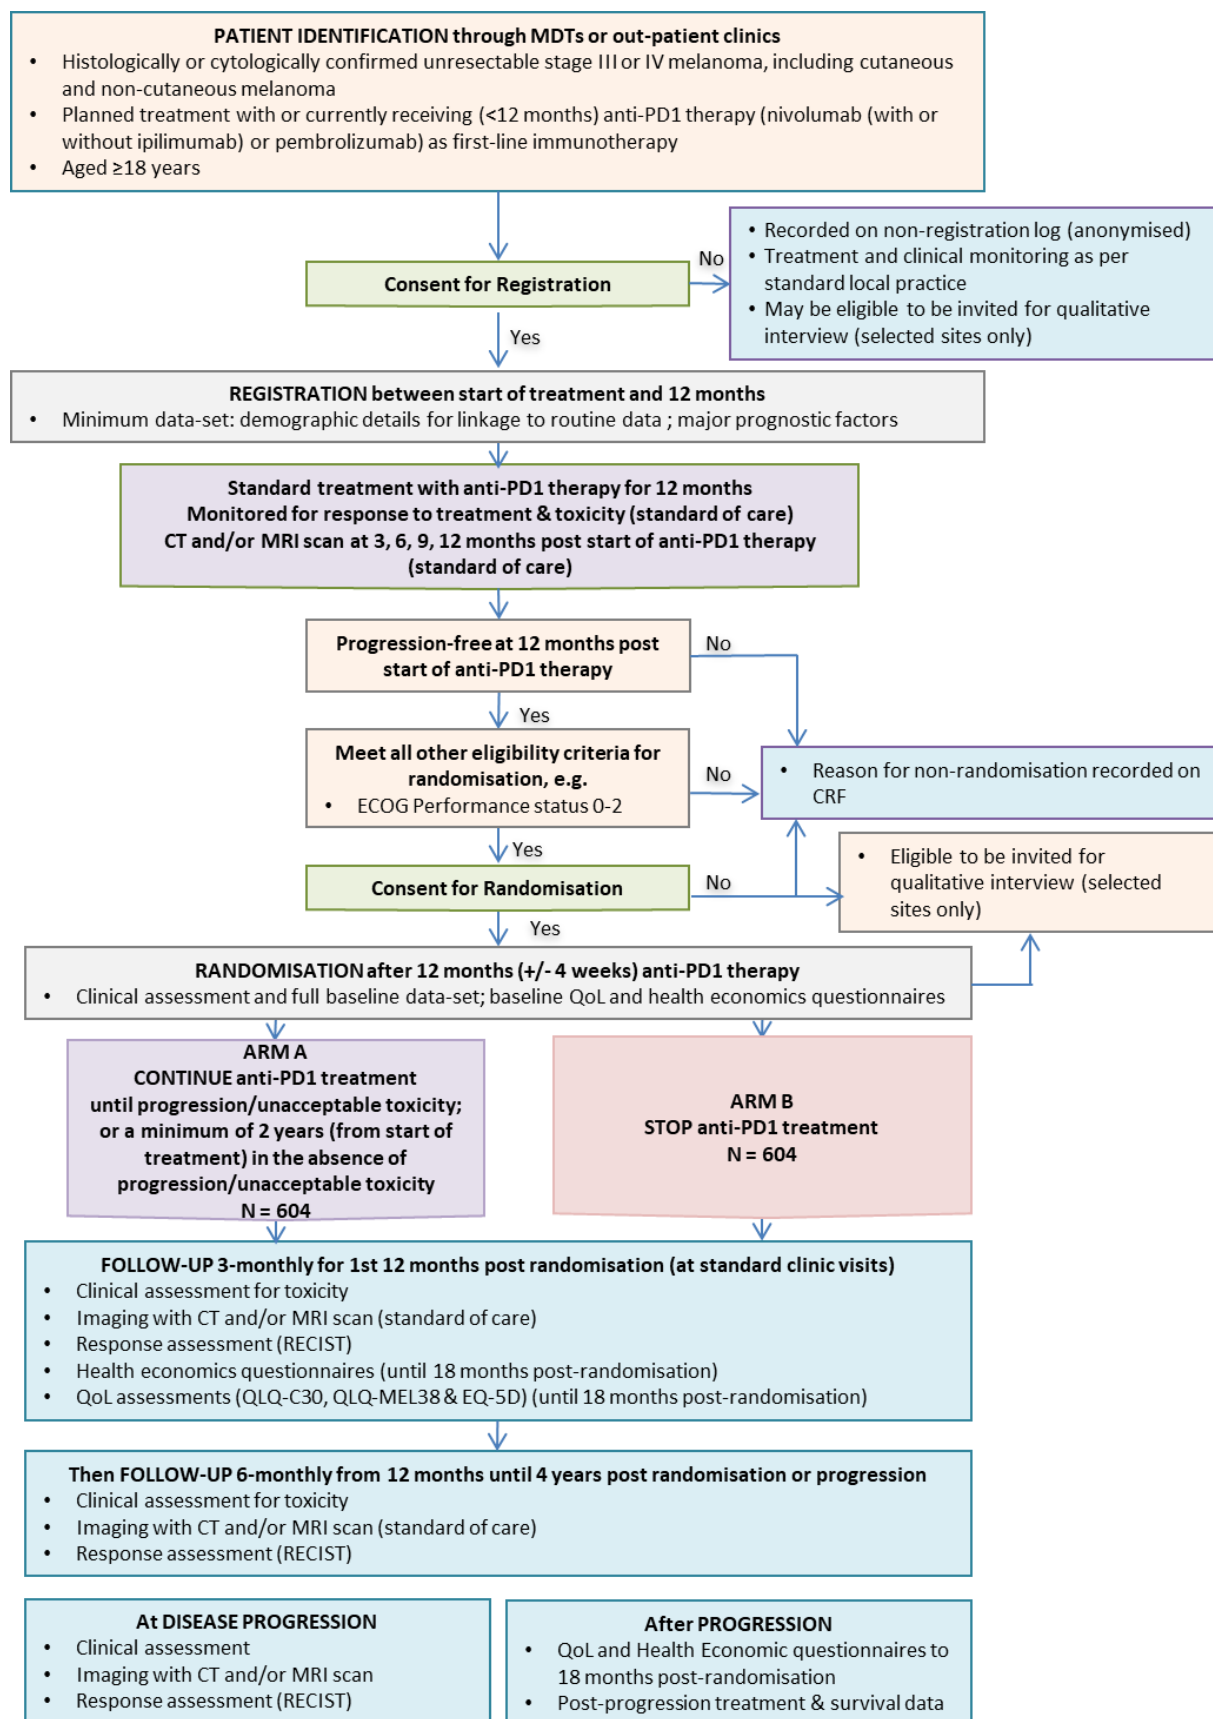 PATIENT IDENTIFICATION through MDTs or out-patient clinics
• Histologically or cytologically confirmed unresectable stage III or IV melanoma, including cutaneous
and non-cutaneous melanoma
• Planned treatment with or currently receiving (<12 months) anti-PD1 therapy (nivolumab (with or
without ipilimumab) or pembrolizumab) as first-line immunotherapy
• Aged ≥18 years
• Recorded on non-registration log (anonymised)
• Treatment and clinical monitoring as per
standard local practice
• May be eligible to be invited for qualitative
interview (selected sites only)
No
Consent for Registration
Yes
REGISTRATION between start of treatment and 12 months
• Minimum data-set: demographic details for linkage to routine data ; major prognostic factors
Standard treatment with anti-PD1 therapy for 12 months
Monitored for response to treatment & toxicity (standard of care)
CT and/or MRI scan at 3, 6, 9, 12 months post start of anti-PD1 therapy
(standard of care)
Progression-free at 12 months post
start of anti-PD1 therapy
No
Yes
Meet all other eligibility criteria for
randomisation, e.g.
• ECOG Performance status 0-2
No
• Reason for non-randomisation recorded on
CRF
Yes
Consent for Randomisation
No
• Eligible to be invited for
qualitative interview (selected
sites only)
Yes
RANDOMISATION after 12 months (+/- 4 weeks) anti-PD1 therapy
• Clinical assessment and full baseline data-set; baseline QoL and health economics questionnaires
ARM A
CONTINUE anti-PD1 treatment
until progression/unacceptable toxicity;
or a minimum of 2 years (from start of
treatment) in the absence of
progression/unacceptable toxicity
N = 604
ARM B
STOP anti-PD1 treatment
N = 604
FOLLOW-UP 3-monthly for 1st 12 months post randomisation (at standard clinic visits)
• Clinical assessment for toxicity
• Imaging with CT and/or MRI scan (standard of care)
• Response assessment (RECIST)
• Health economics questionnaires (until 18 months post-randomisation)
• QoL assessments (QLQ-C30, QLQ-MEL38 & EQ-5D) (until 18 months post-randomisation)
Then FOLLOW-UP 6-monthly from 12 months until 4 years post randomisation or progression
• Clinical assessment for toxicity
• Imaging with CT and/or MRI scan (standard of care)
• Response assessment (RECIST)
At DISEASE PROGRESSION
• Clinical assessment
• Imaging with CT and/or MRI scan
• Response assessment (RECIST)
After PROGRESSION
• QoL and Health Economic questionnaires to
18 months post-randomisation
• Post-progression treatment & survival data